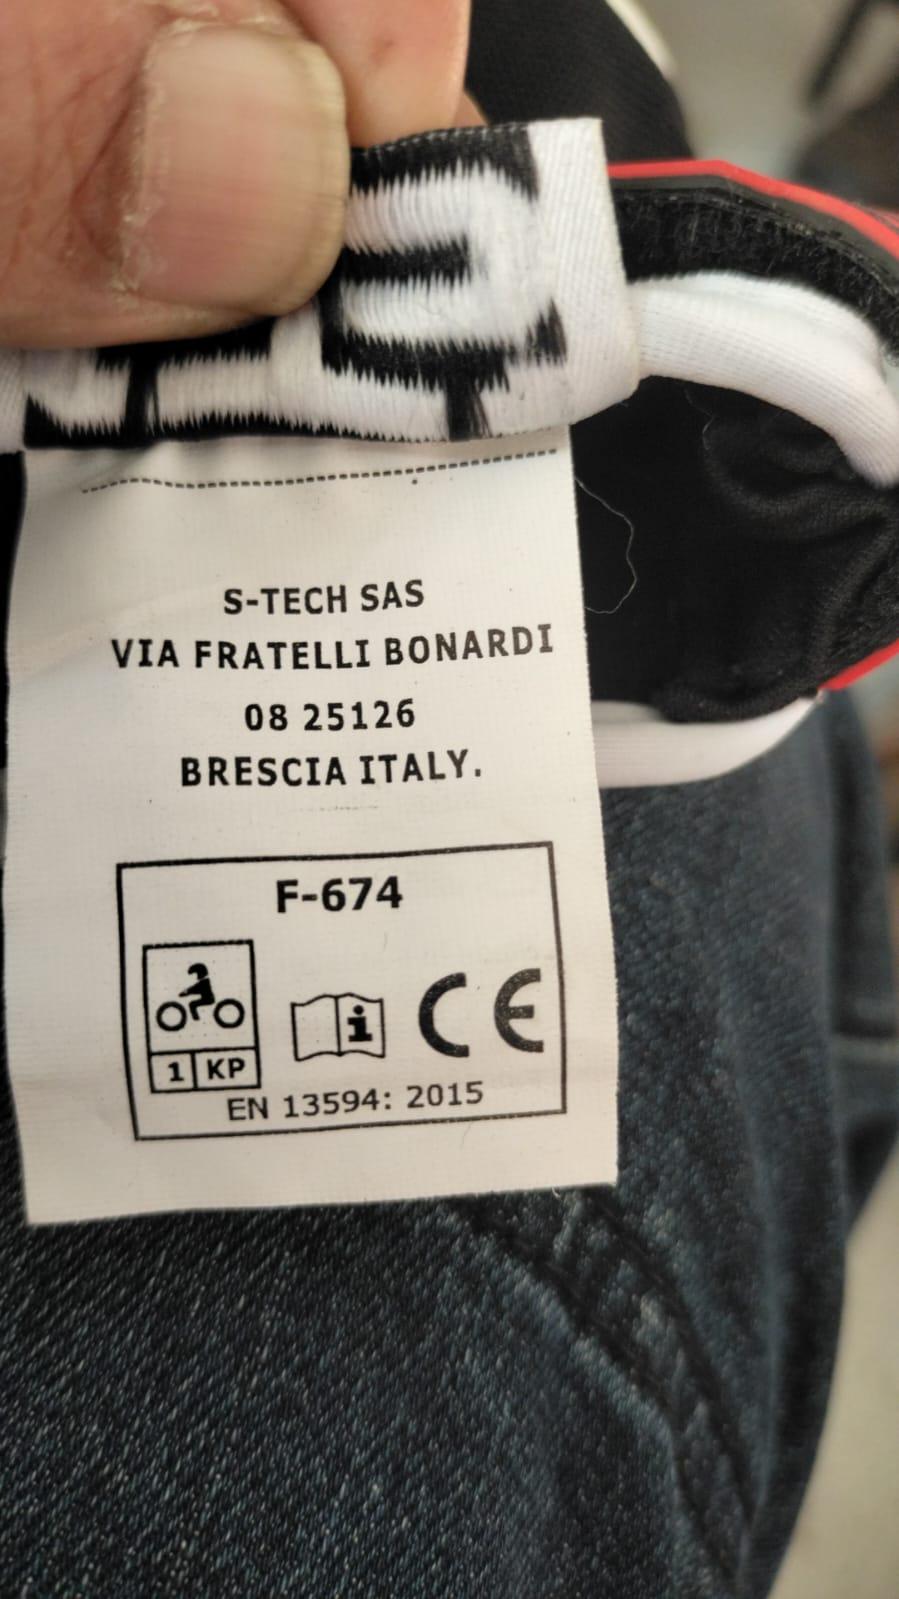 S-TECH SAS
VIA FRATELLI BONARDI
08 25126
BRESCIA ITALY.
F-674
i CE
1 KP
EN 13594: 2015